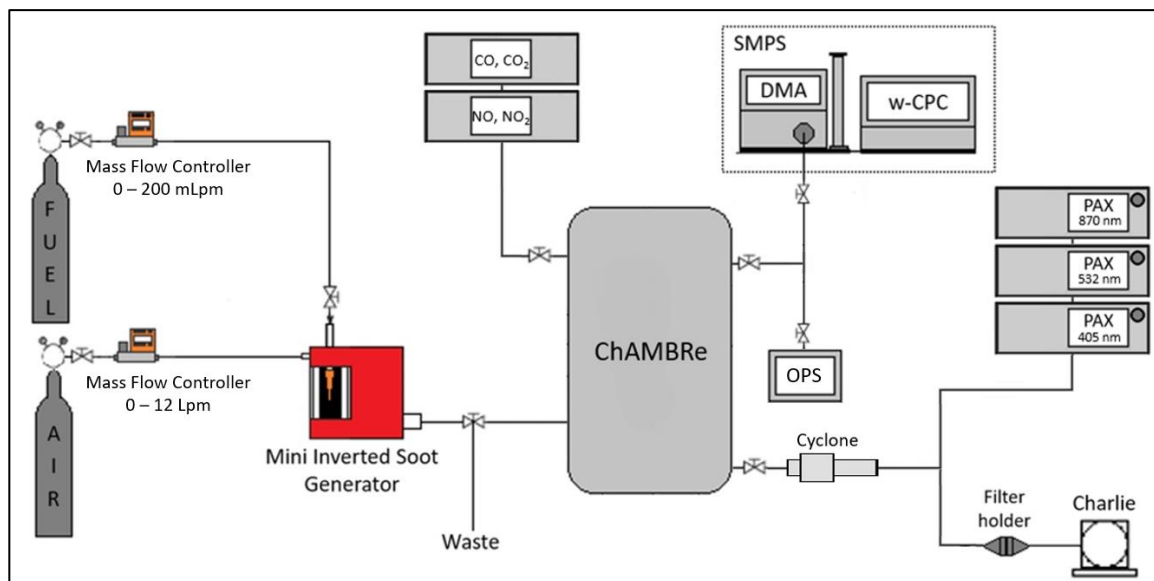 SMPS
CO, CO₂
DMA
w-CPC
NO, NO₂
Mass Flow Controller
0 – 200 mLpm
F
U
E
L
PAX
870 nm
PAX
532 nm
PAX
405 nm
ChAMBRe
OPS
Mass Flow Controller
0 – 12 Lpm
A
I
R
Mini Inverted Soot
Generator
Cyclone
Waste
Filter
holder
Charlie